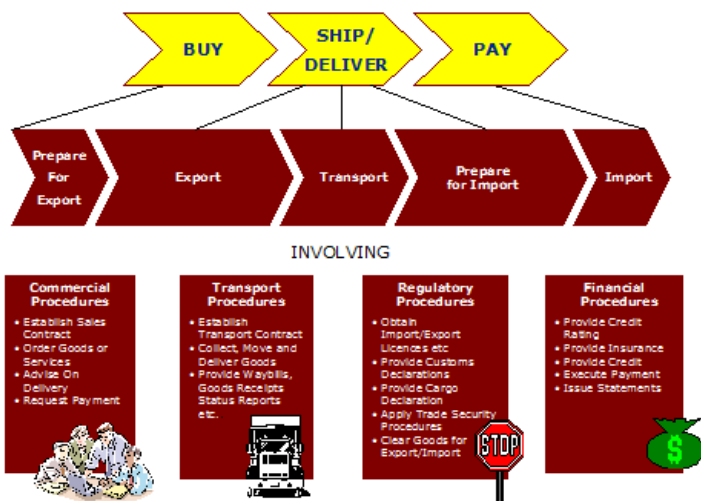 BUY
SHIP/
DELIVER
PAY
Prepare
For
Export
Export
Transport
Prepare
for Import
Import
INVOLVING
Commercial
Procedures
• Establish Sales
Contract
• Order Goods or
Services
• Advise On
Delivery
• Request Payment
Transport
Procedures
• Establish
Transport Contract
• Collect, Move and
Deliver Goods
• Provide Waybills,
Goods Receipts
Status Reports
etc.
Regulatory
Procedures
• Obtain
Import/Export
Licences etc
• Provide Customs
Declarations
• Provide Cargo
Declaration
• Apply Trade Security
Procedures
• Clear Goods for
Export/Import
STOP
Financial
Procedures
• Provide Credit
Rating
• Provide Insurance
• Provide Credit
• Execute Payment
• Issue Statements
$